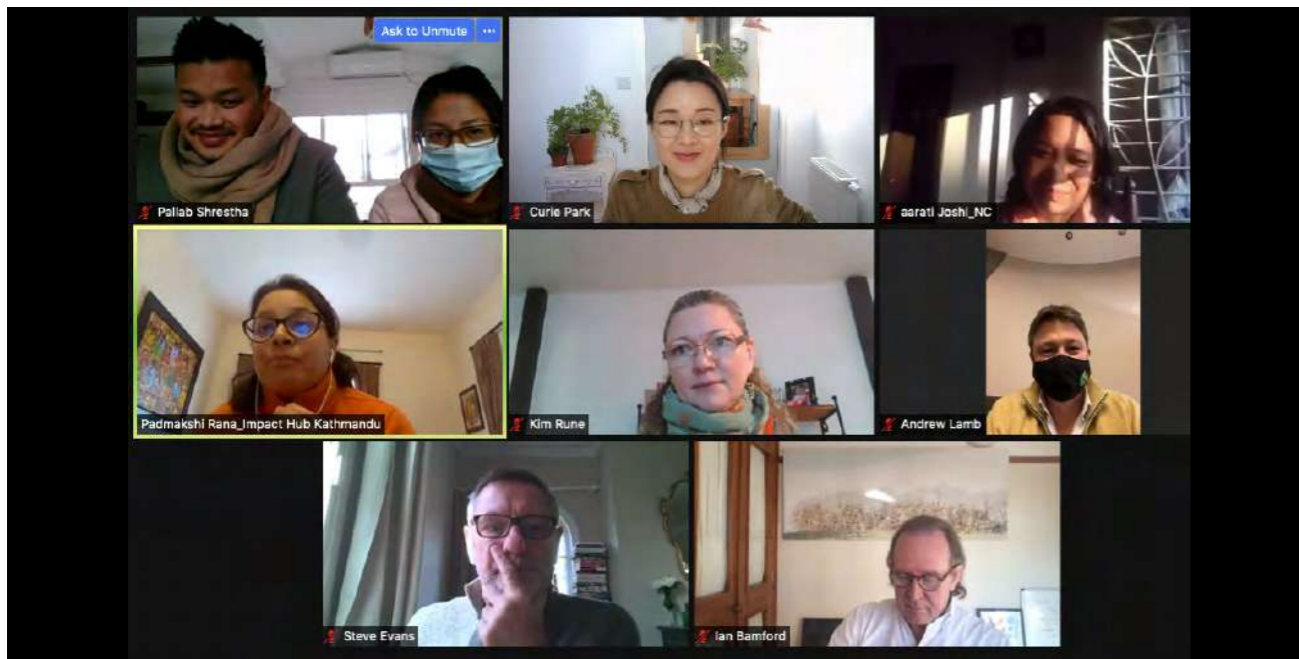 Ask to Unmute
Pallab Shrestha
Curie Park
aarati Joshi_NC
Padmakshi Rana_Impact Hub Kathmandu
Kim Rune
Andrew Lamb
Steve Evans
Ian Bamford